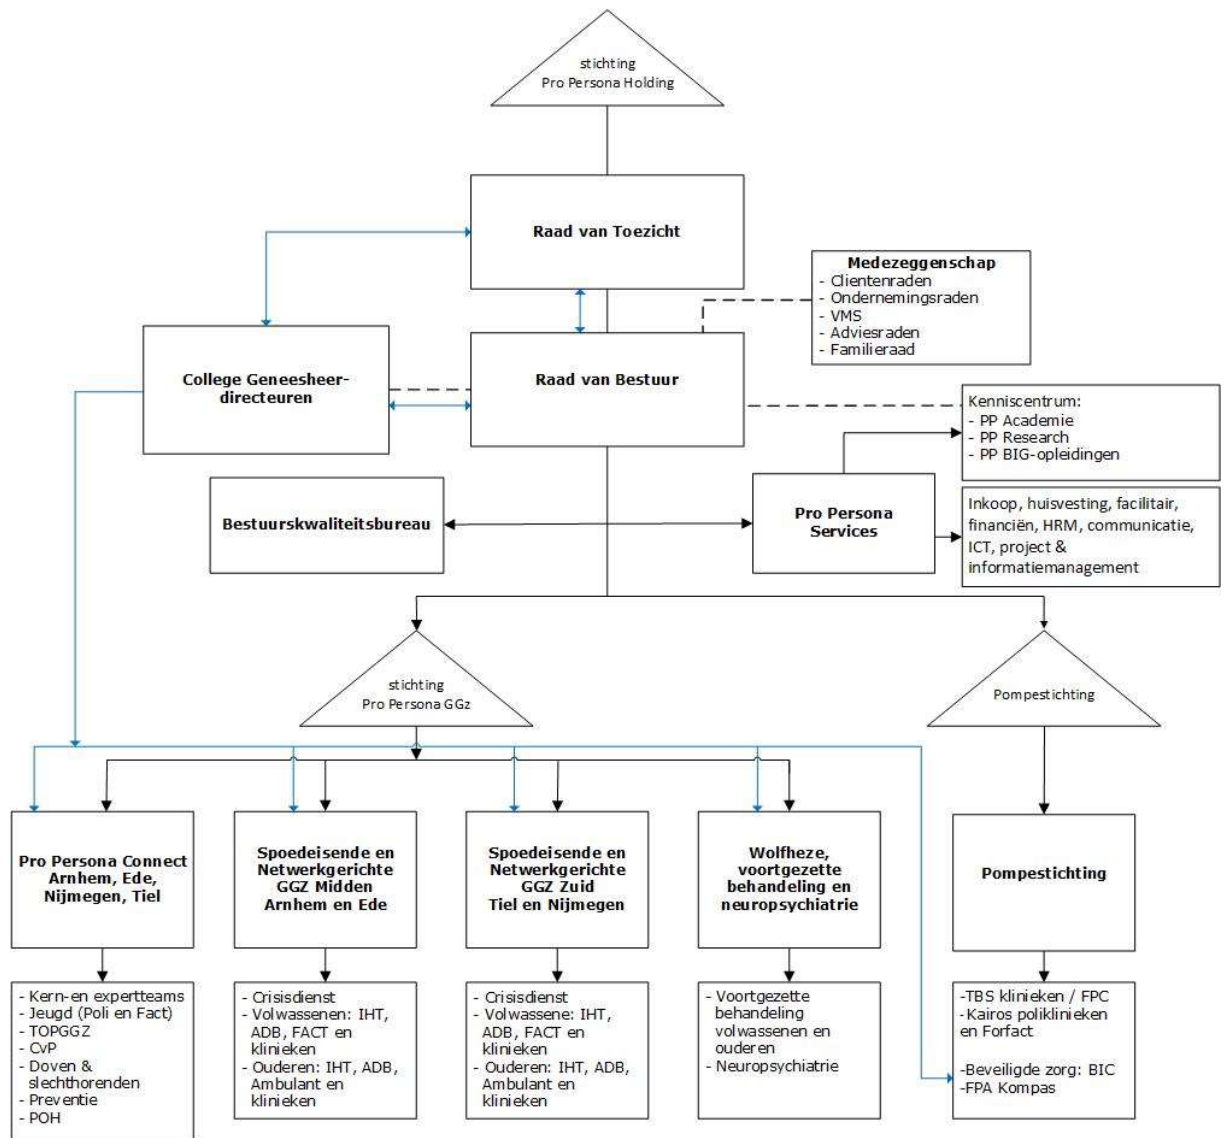 stichting
Pro Persona Holding
Raad van Toezicht
Medezeggenschap
- Clientenraden
- Ondernemingsraden
- VMS
- Adviesraden
- Familieraad
College Geneesheer-
directeuren
Raad van Bestuur
Kenniscentrum:
- PP Academie
- PP Research
- PP BIG-opleidingen
Bestuurskwaliteitsbureau
Pro Persona
Services
Inkoop, huisvesting, facilitair,
financiën, HRM, communicatie,
ICT, project &
informatiemanagement
stichting
Pro Persona GGz
Pompestichting
Pro Persona Connect
Arnhem, Ede,
Nijmegen, Tiel
Spoedeisende en
Netwerkgerichte
GGZ Midden
Arnhem en Ede
Spoedeisende en
Netwerkgerichte
GGZ Zuid
Tiel en Nijmegen
Wolfheze,
voortgezette
behandeling en
neuropsychiatrie
Pompestichting
- Kern-en expertteams
- Jeugd (Poli en Fact)
- TOPGGZ
- CvP
- Doven &
slechthorenden
- Preventie
- POH
- Crisisdienst
- Volwassenen: IHT,
ADB, FACT en
klinieken
- Ouderen: IHT, ADB,
Ambulant en
klinieken
- Crisisdienst
- Volwassene: IHT,
ADB, FACT en
klinieken
- Ouderen: IHT, ADB,
Ambulant en
klinieken
- Voortgezette
behandeling
volwassenen en
ouderen
- Neuropsychiatrie
-TBS klinieken / FPC
-Kairos poliklinieken
en Forfact
-Beveiligde zorg: BIC
-FPA Kompas